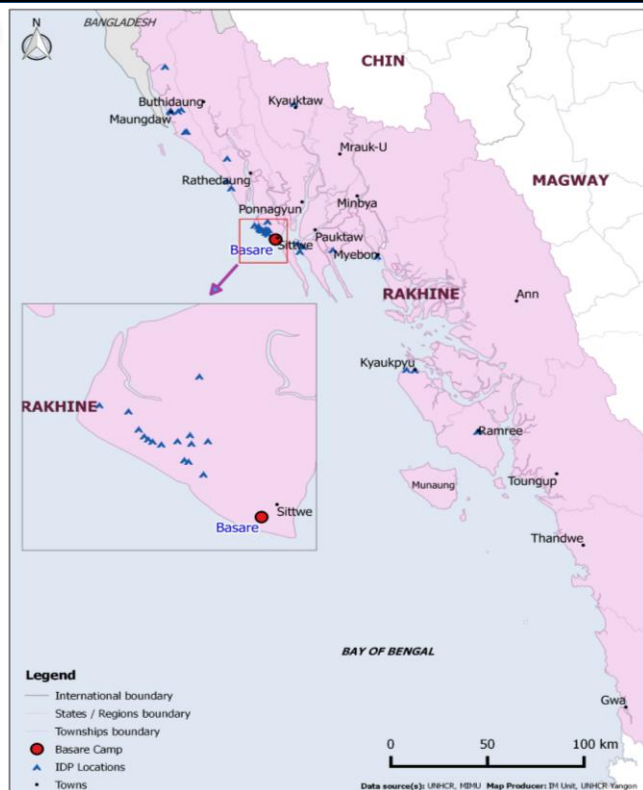 BANGLADESH
N
CHIN
Buthidaung
Kyauktaw
Maungdaw
Mrauk-U
MAGWAY
Rathedaung
Minbya
Ponnagyun
Pauktaw
Sittwe
Basare
Myebon
RAKHINE
Ann
Kyaukpyu
RAKHINE
Ramree
Munaung
Toungup
Sittwe
Basare
Thandwe
BAY OF BENGAL
Legend
International boundary
States / Regions boundary
Townships boundary
Basare Camp
IDP Locations
Towns
Gwa
0 50 100 km
Data source(s): UNHCR, MIMU Map Producer: IM Unit, UNHCR Yangon